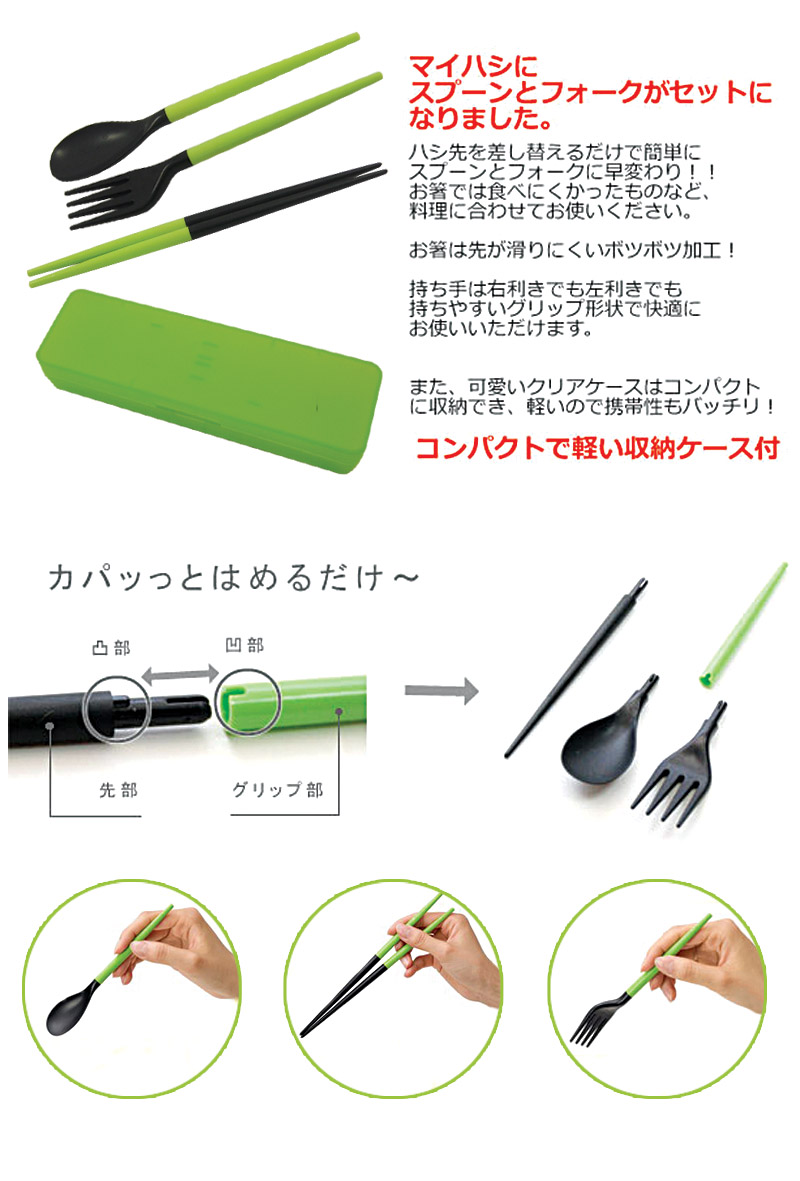 マイハシに
スプーンとフォークがセットに
なりました。
ハシ先を差し替えるだけで簡単に
スプーンとフォークに早変わり！！
お箸では食べにくかったものなど、
料理に合わせてお使いください。
お箸は先が滑りにくいボツボツ加工！
持ち手は右利きでも左利きでも
持ちやすいグリップ形状で快適に
お使いいただけます。
また、可愛いクリアケースはコンパクト
に収納でき、軽いので携帯性もバッチリ！
コンパクトで軽い収納ケース付
カパッっとはめるだけ～
凸部
凹部
先部
グリップ部